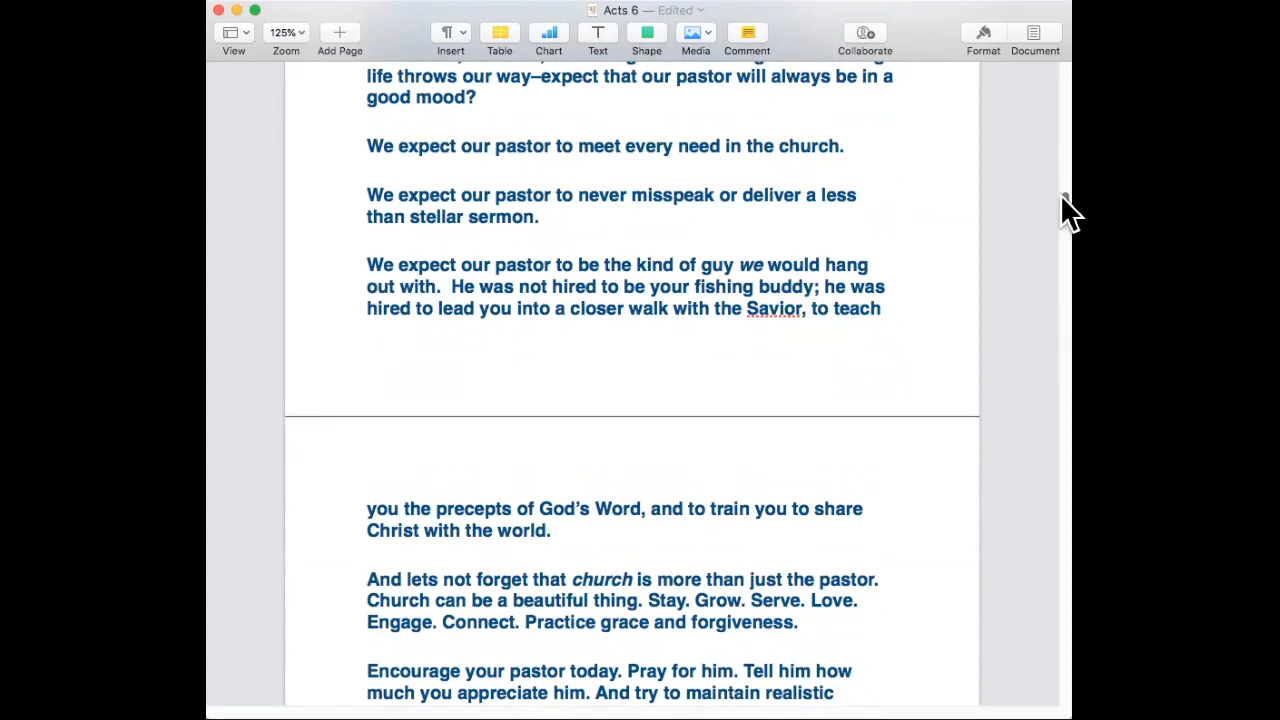 Acts 6 — Edited
View
125%
Zoom
Add Page
Insert
Table
Chart
Text
Shape
Media
Comment
Collaborate
Format
Document
life throws our way–expect that our pastor will always be in a
good mood?
We expect our pastor to meet every need in the church.
We expect our pastor to never misspeak or deliver a less
than stellar sermon.
We expect our pastor to be the kind of guy we would hang
out with.  He was not hired to be your fishing buddy; he was
hired to lead you into a closer walk with the Savior, to teach
you the precepts of God’s Word, and to train you to share
Christ with the world.
And lets not forget that church is more than just the pastor.
Church can be a beautiful thing. Stay. Grow. Serve. Love.
Engage. Connect. Practice grace and forgiveness.
Encourage your pastor today. Pray for him. Tell him how
much you appreciate him. And try to maintain realistic